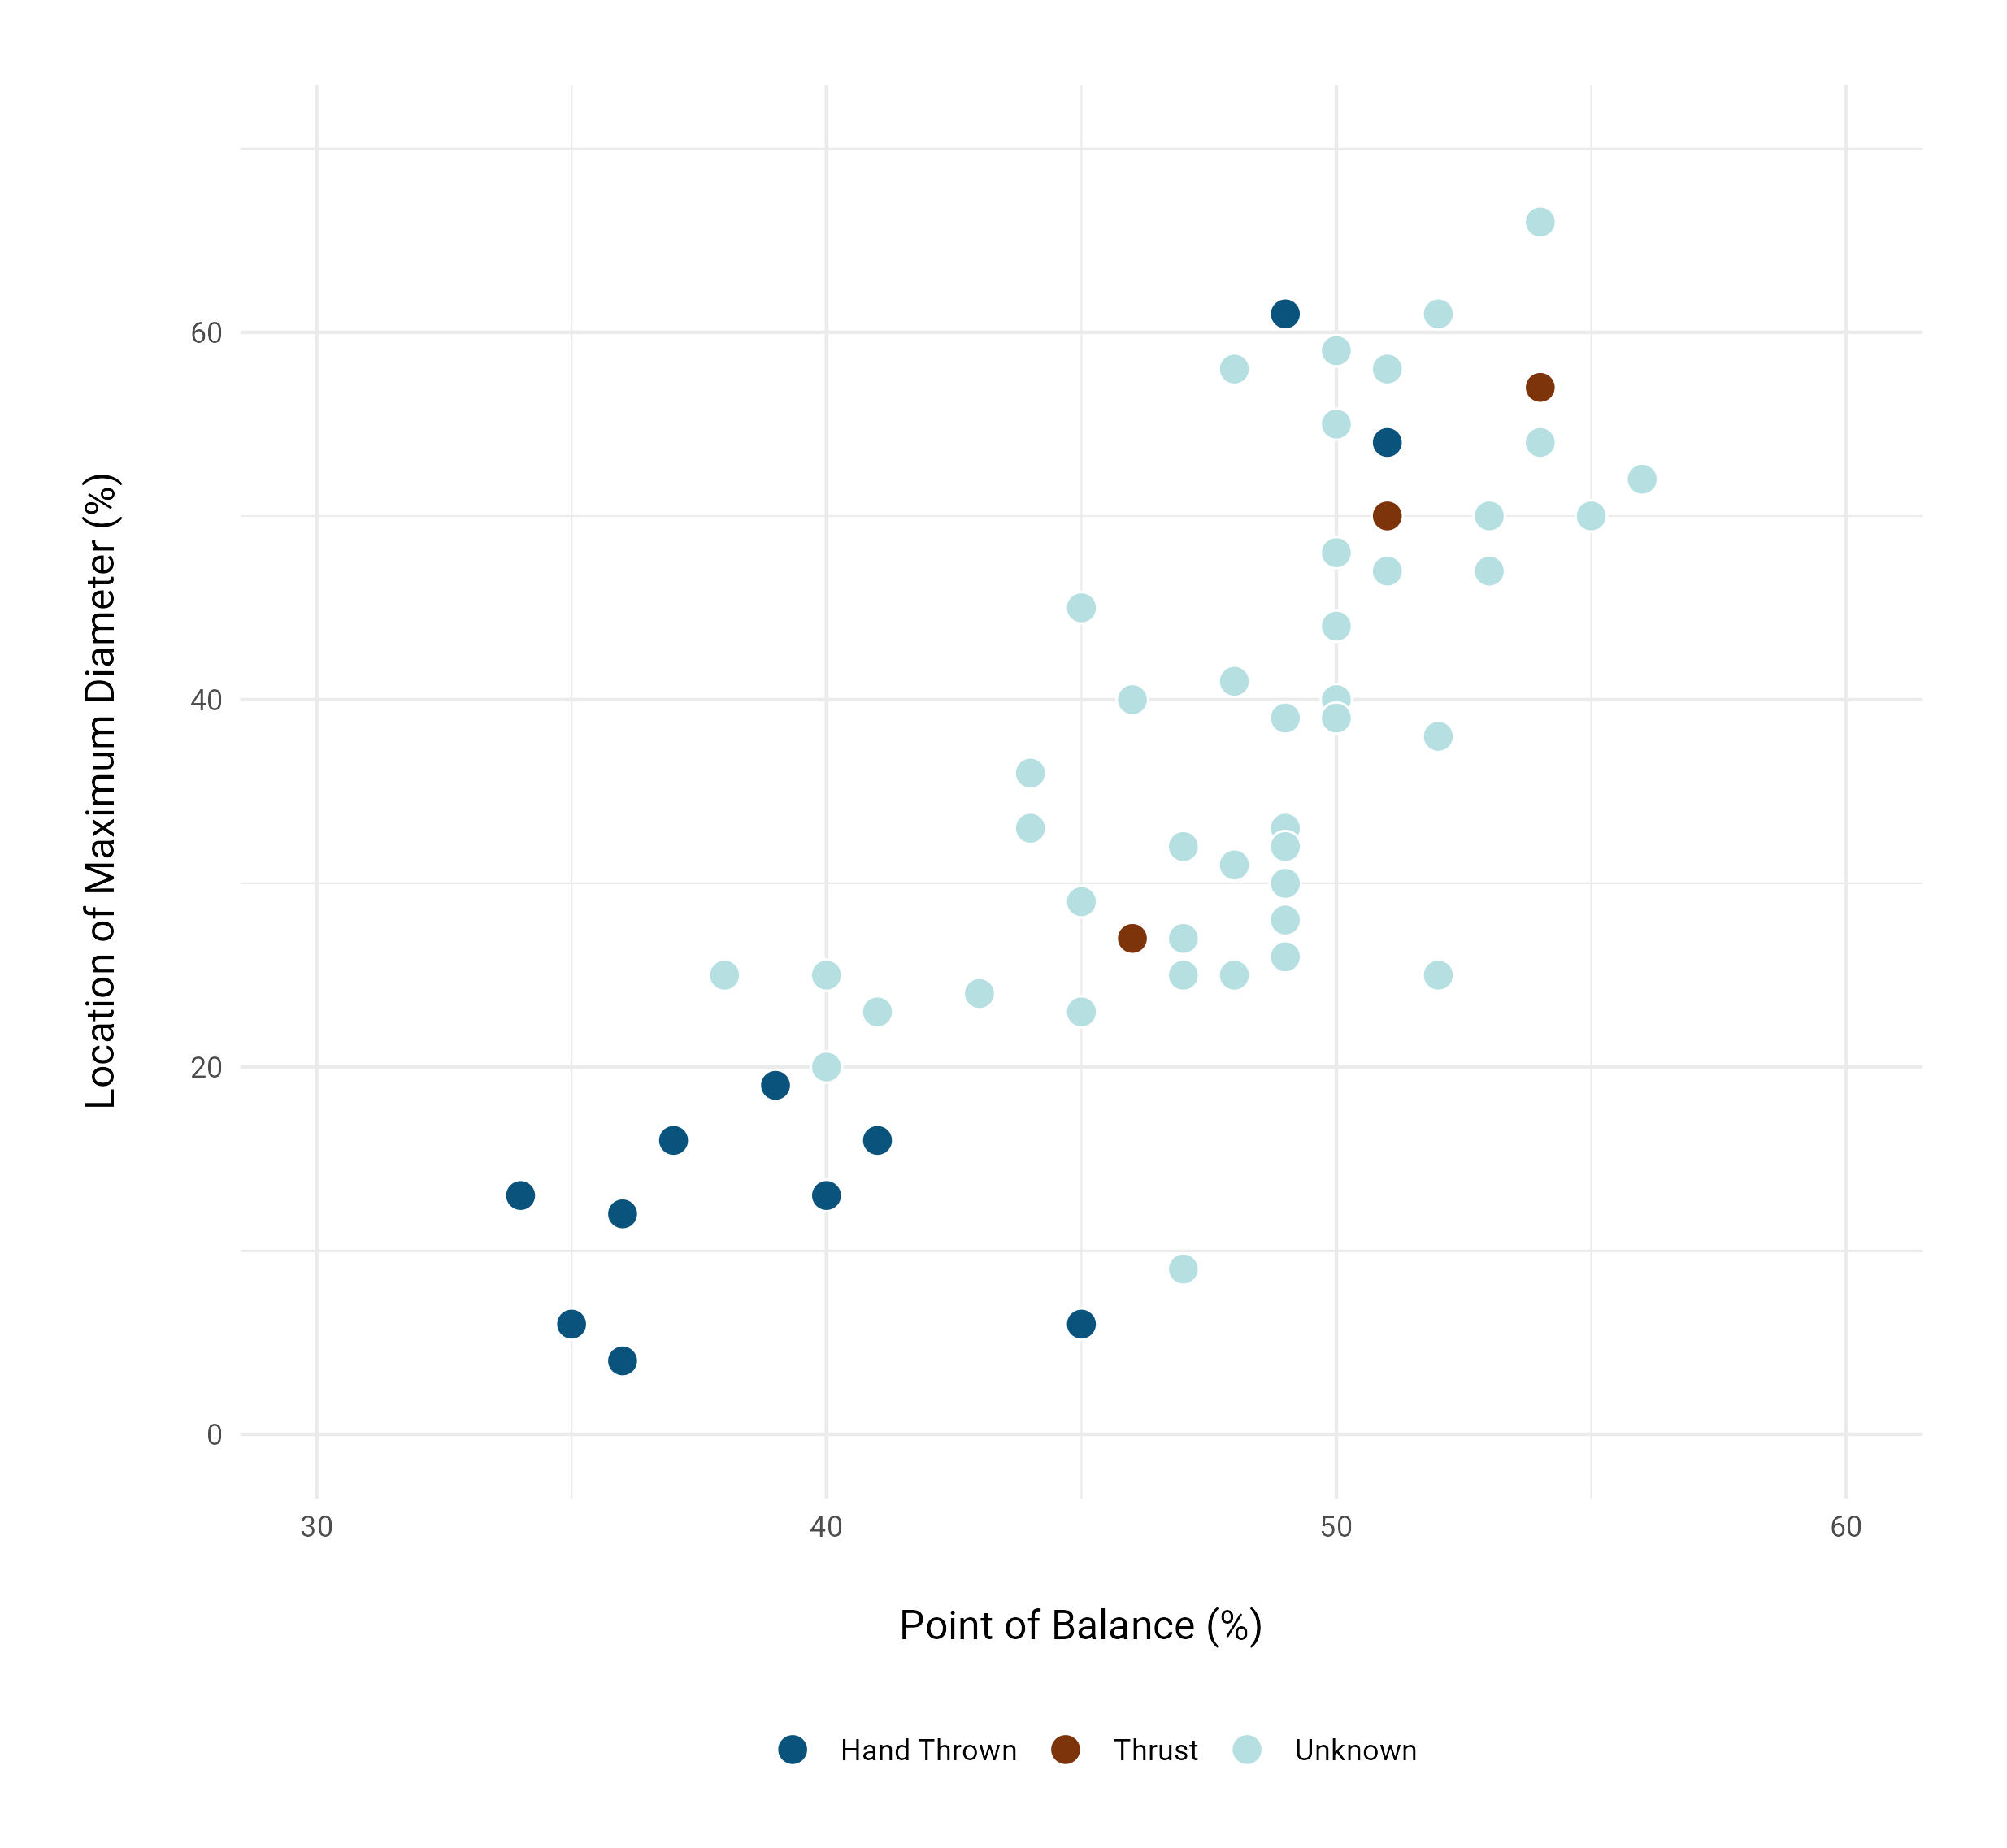 Location of Maximum Diameter (%)
60
40
20
0
30 40 50 60
Point of Balance (%)
Hand Thrown Thrust Unknown